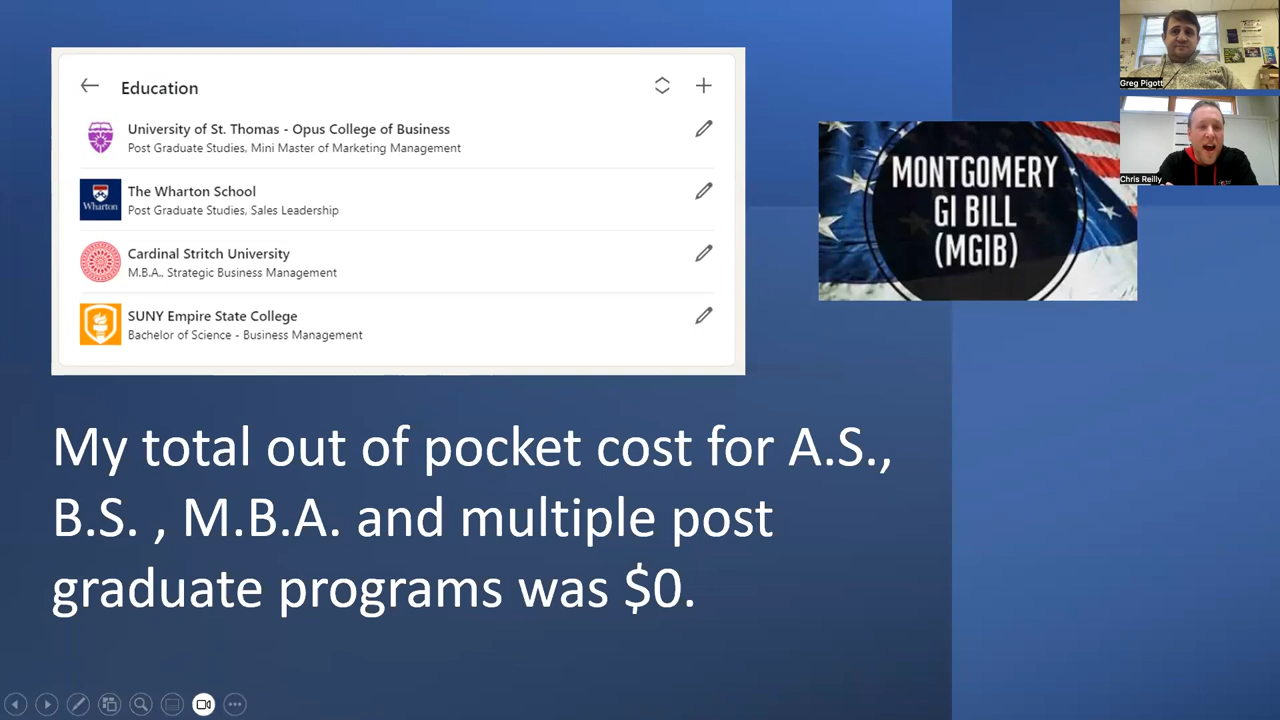 Education
University of St. Thomas - Opus College of Business
Post Graduate Studies, Mini Master of Marketing Management
Wharton
The Wharton School
Post Graduate Studies, Sales Leadership
Cardinal Stritch University
M.B.A., Strategic Business Management
SUNY Empire State College
Bachelor of Science - Business Management
MONTGOMERY
GI BILL
(MGIB)
Greg Pigott
Chris Reilly
My total out of pocket cost for A.S.,
B.S. , M.B.A. and multiple post
graduate programs was $0.